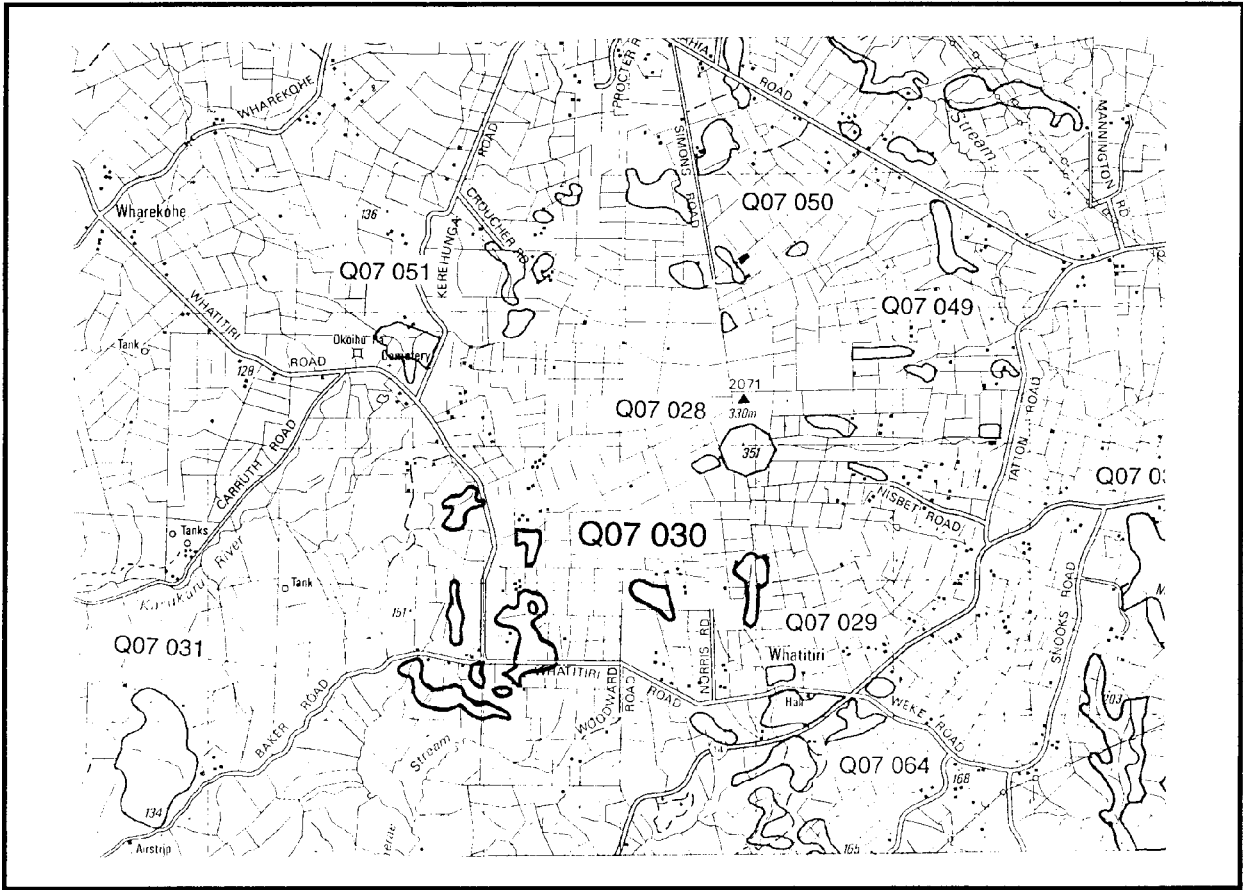 WHAREKOHE
ROAD
PROCTER
ROAD
Stream
MANNINGTON RD
SIMONS ROAD
Wharekohe
136
CROUCHER RD
KEREHUNGA
Q07 050
Q07 051
Q07 049
WHATITIRI ROAD
Tank
Okoihu Pa
Cemetery
128
2071
330m
Q07 028
351
CARRUTH ROAD
TATTON ROAD
NISBET ROAD
Q07 030
Tanks
River
Tank
151
SNOOKS ROAD
Q07 031
Q07 029
NORRIS RD
Whatitiri
WHATITIRI ROAD
WOODWARD ROAD
Hall
WEKE ROAD
203
BAKER ROAD
Stream
Q07 064
168
134
Airstrip
165